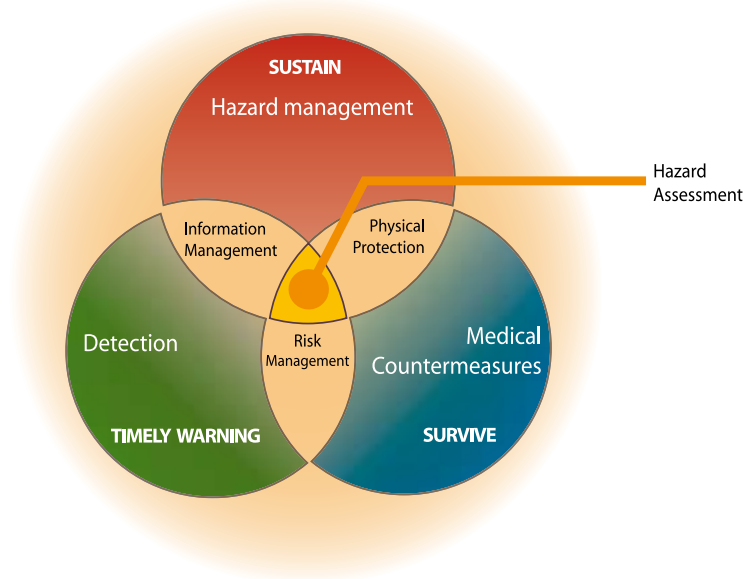 SUSTAIN
Hazard management
Hazard
Assessment
Information
Management
Physical
Protection
Detection
Risk
Management
Medical
Countermeasures
TIMELY WARNING
SURVIVE